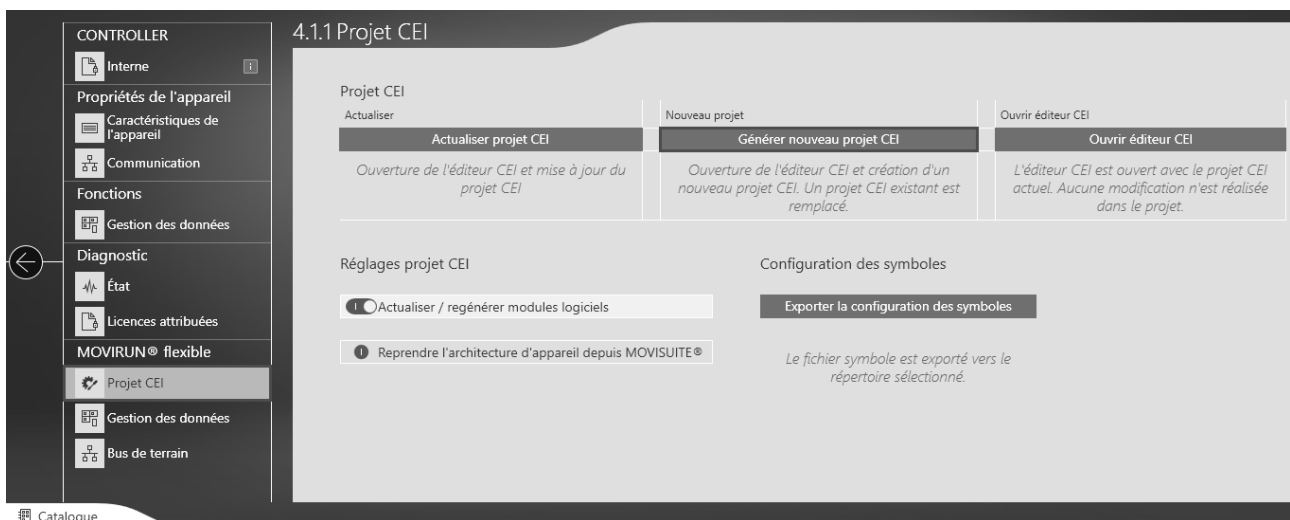 CONTROLLER
Interne
Propriétés de l'appareil
Caractéristiques de
l'appareil
Communication
Fonctions
Gestion des données
Diagnostic
État
Licences attribuées
MOVIRUN® flexible
Projet CEI
Gestion des données
Bus de terrain
4.1.1 Projet CEI
Projet CEI
Actualiser
Actualiser projet CEI
Ouverture de l'éditeur CEI et mise à jour du
projet CEI
Nouveau projet
Générer nouveau projet CEI
Ouverture de l'éditeur CEI et création d'un
nouveau projet CEI. Un projet CEI existant est
remplacé.
Ouvrir éditeur CEI
Ouvrir éditeur CEI
L'éditeur CEI est ouvert avec le projet CEI
actuel. Aucune modification n'est réalisée
dans le projet.
Réglages projet CEI
Actualiser / regénérer modules logiciels
Reprendre l'architecture d'appareil depuis MOVISUITE®
Configuration des symboles
Exporter la configuration des symboles
Le fichier symbole est exporté vers le
répertoire sélectionné.
Catalogue